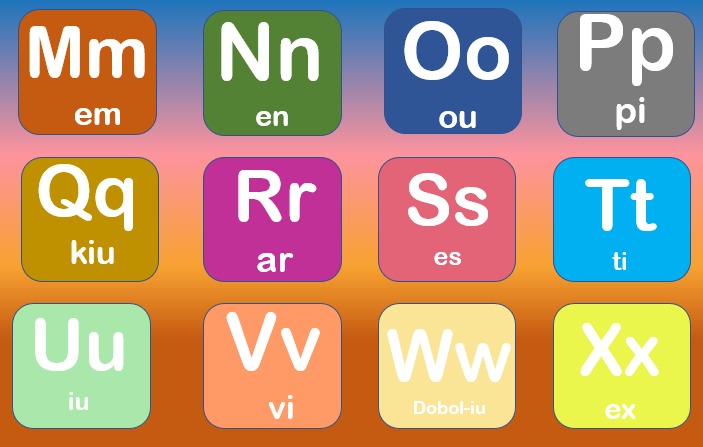 Mm
em
Nn
en
Oo
ou
Pp
pi
Qq
kiu
Rr
ar
Ss
es
Tt
ti
Uu
iu
Vv
vi
Ww
Dobol-iu
Xx
ex